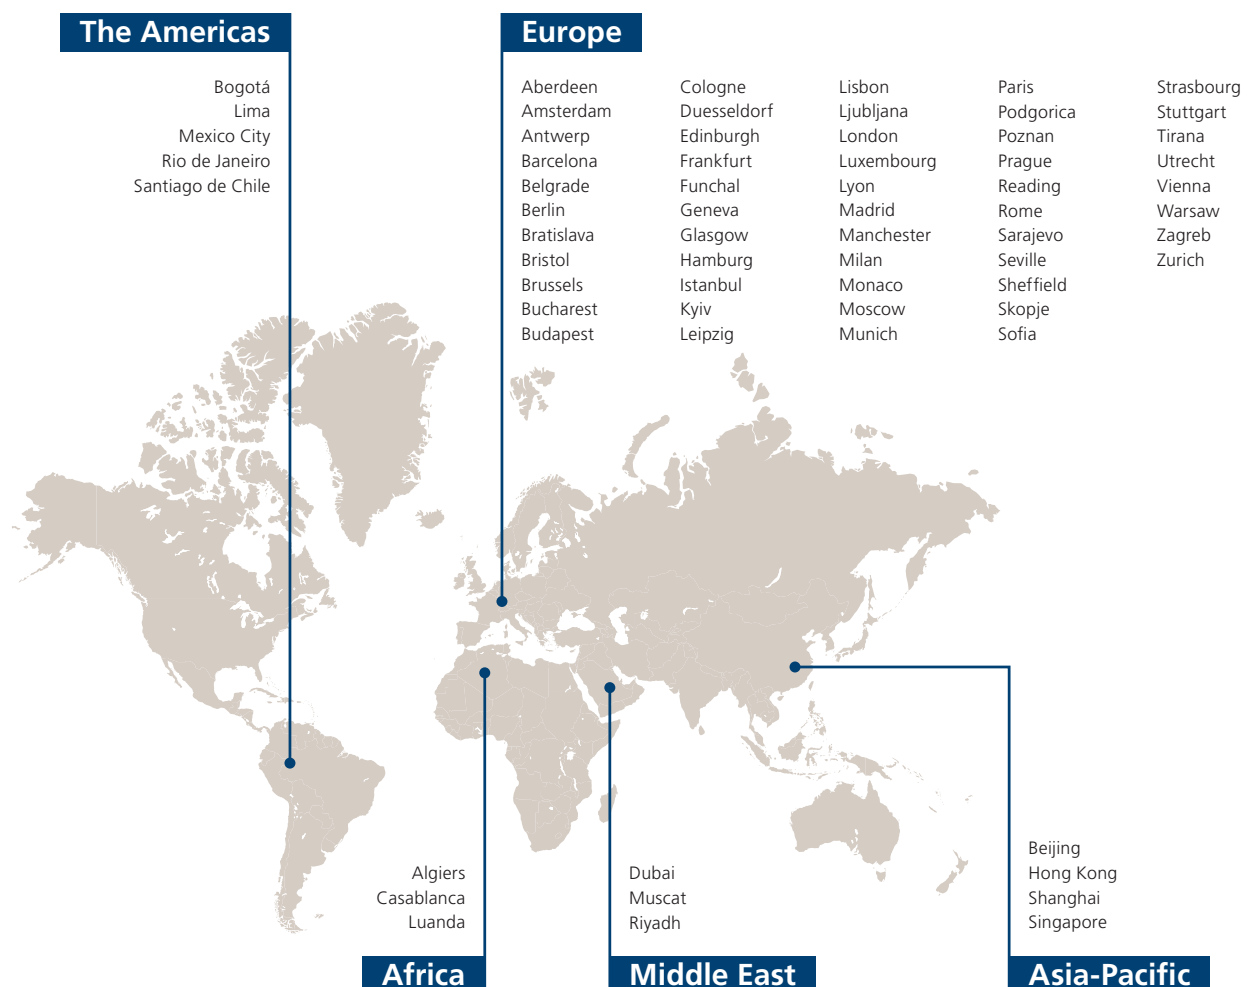 The Americas
Bogotá
Lima
Mexico City
Rio de Janeiro
Santiago de Chile
Europe
Aberdeen
Amsterdam
Antwerp
Barcelona
Belgrade
Berlin
Bratislava
Bristol
Brussels
Bucharest
Budapest
Cologne
Duesseldorf
Edinburgh
Frankfurt
Funchal
Geneva
Glasgow
Hamburg
Istanbul
Kyiv
Leipzig
Lisbon
Ljubljana
London
Luxembourg
Lyon
Madrid
Manchester
Milan
Monaco
Moscow
Munich
Paris
Podgorica
Poznan
Prague
Reading
Rome
Sarajevo
Seville
Sheffield
Skopje
Sofia
Strasbourg
Stuttgart
Tirana
Utrecht
Vienna
Warsaw
Zagreb
Zurich
Algiers
Casablanca
Luanda
Africa
Dubai
Muscat
Riyadh
Middle East
Beijing
Hong Kong
Shanghai
Singapore
Asia-Pacific